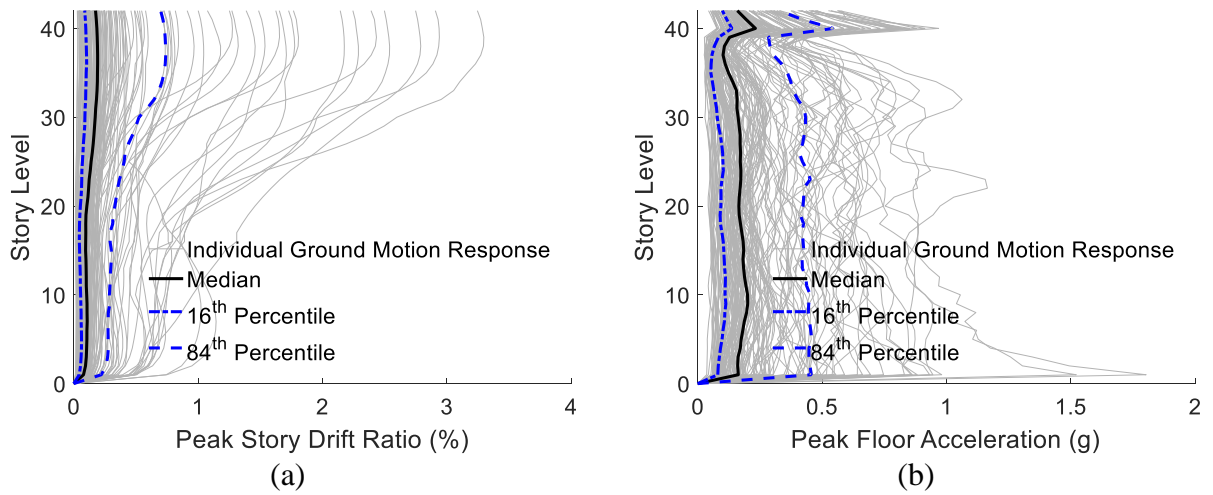 40
30
20
10
0
Story Level
Individual Ground Motion Response
Median
16th Percentile
84th Percentile
0 1 2 3 4
Peak Story Drift Ratio (%)
(a)
40
30
20
10
0
Story Level
Individual Ground Motion Response
Median
16th Percentile
84th Percentile
0 0.5 1 1.5 2
Peak Floor Acceleration (g)
(b)